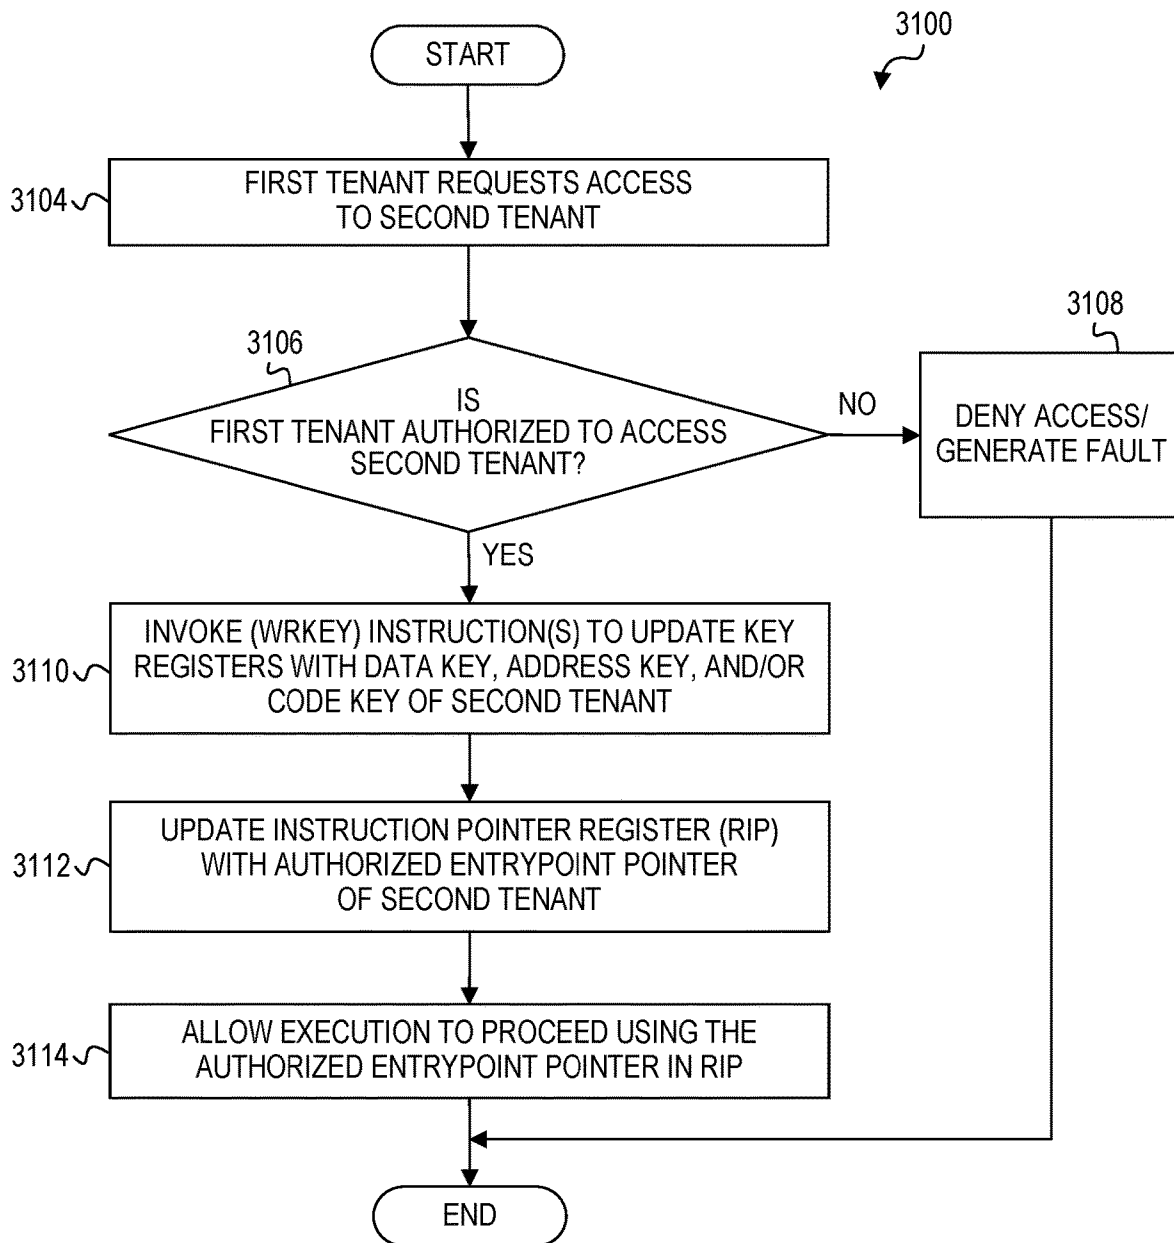 3100
START
3104
FIRST TENANT REQUESTS ACCESS
TO SECOND TENANT
3106
IS
FIRST TENANT AUTHORIZED TO ACCESS
SECOND TENANT?
NO
3108
DENY ACCESS/
GENERATE FAULT
YES
3110
INVOKE (WRKEY) INSTRUCTION(S) TO UPDATE KEY
REGISTERS WITH DATA KEY, ADDRESS KEY, AND/OR
CODE KEY OF SECOND TENANT
3112
UPDATE INSTRUCTION POINTER REGISTER (RIP)
WITH AUTHORIZED ENTRYPOINT POINTER
OF SECOND TENANT
3114
ALLOW EXECUTION TO PROCEED USING THE
AUTHORIZED ENTRYPOINT POINTER IN RIP
END